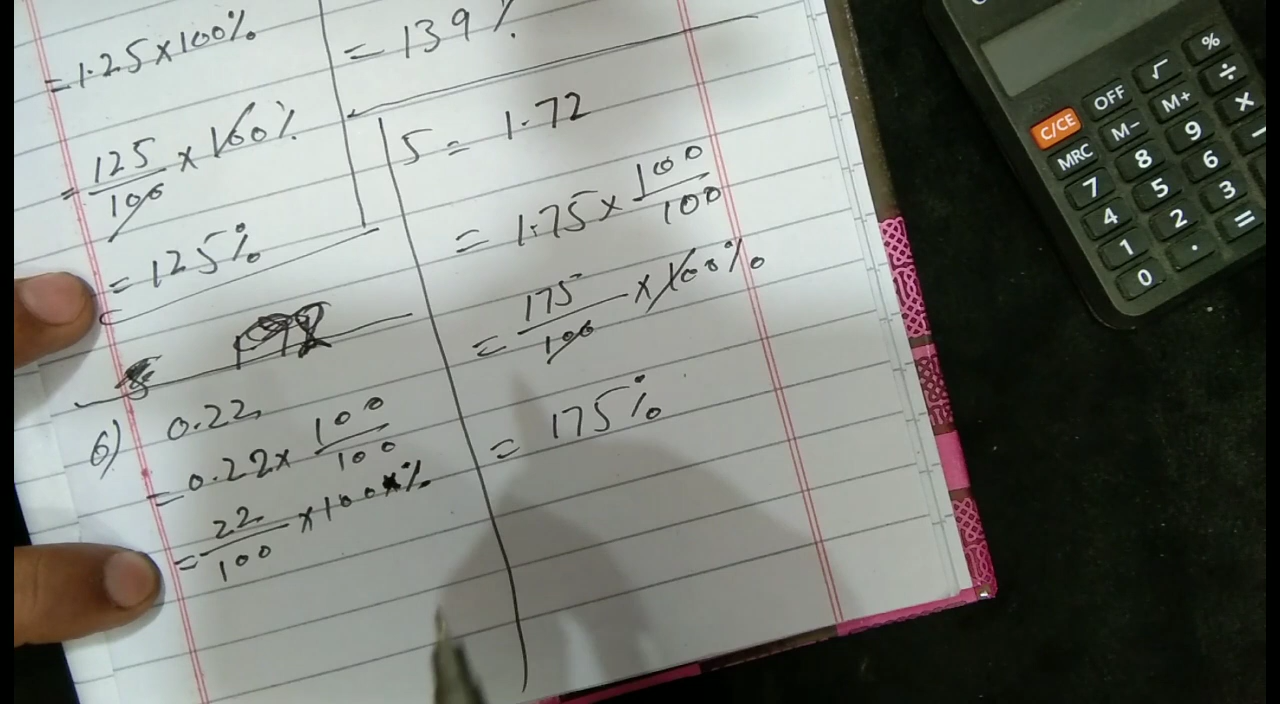 =1.25×100%
= 125/100 × 100%
= 125%
= 139%
5 = 1.72
= 1.75 × 100/100
= 175/100 × 100%
= 175%
6) 0.22
= 0.22 × 100/100
= 22/100 × 100 %
% ÷ ×
√ M+ 9 6 3 =
OFF M- 8 5 2 .
C/CE MRC 7 4 1 0